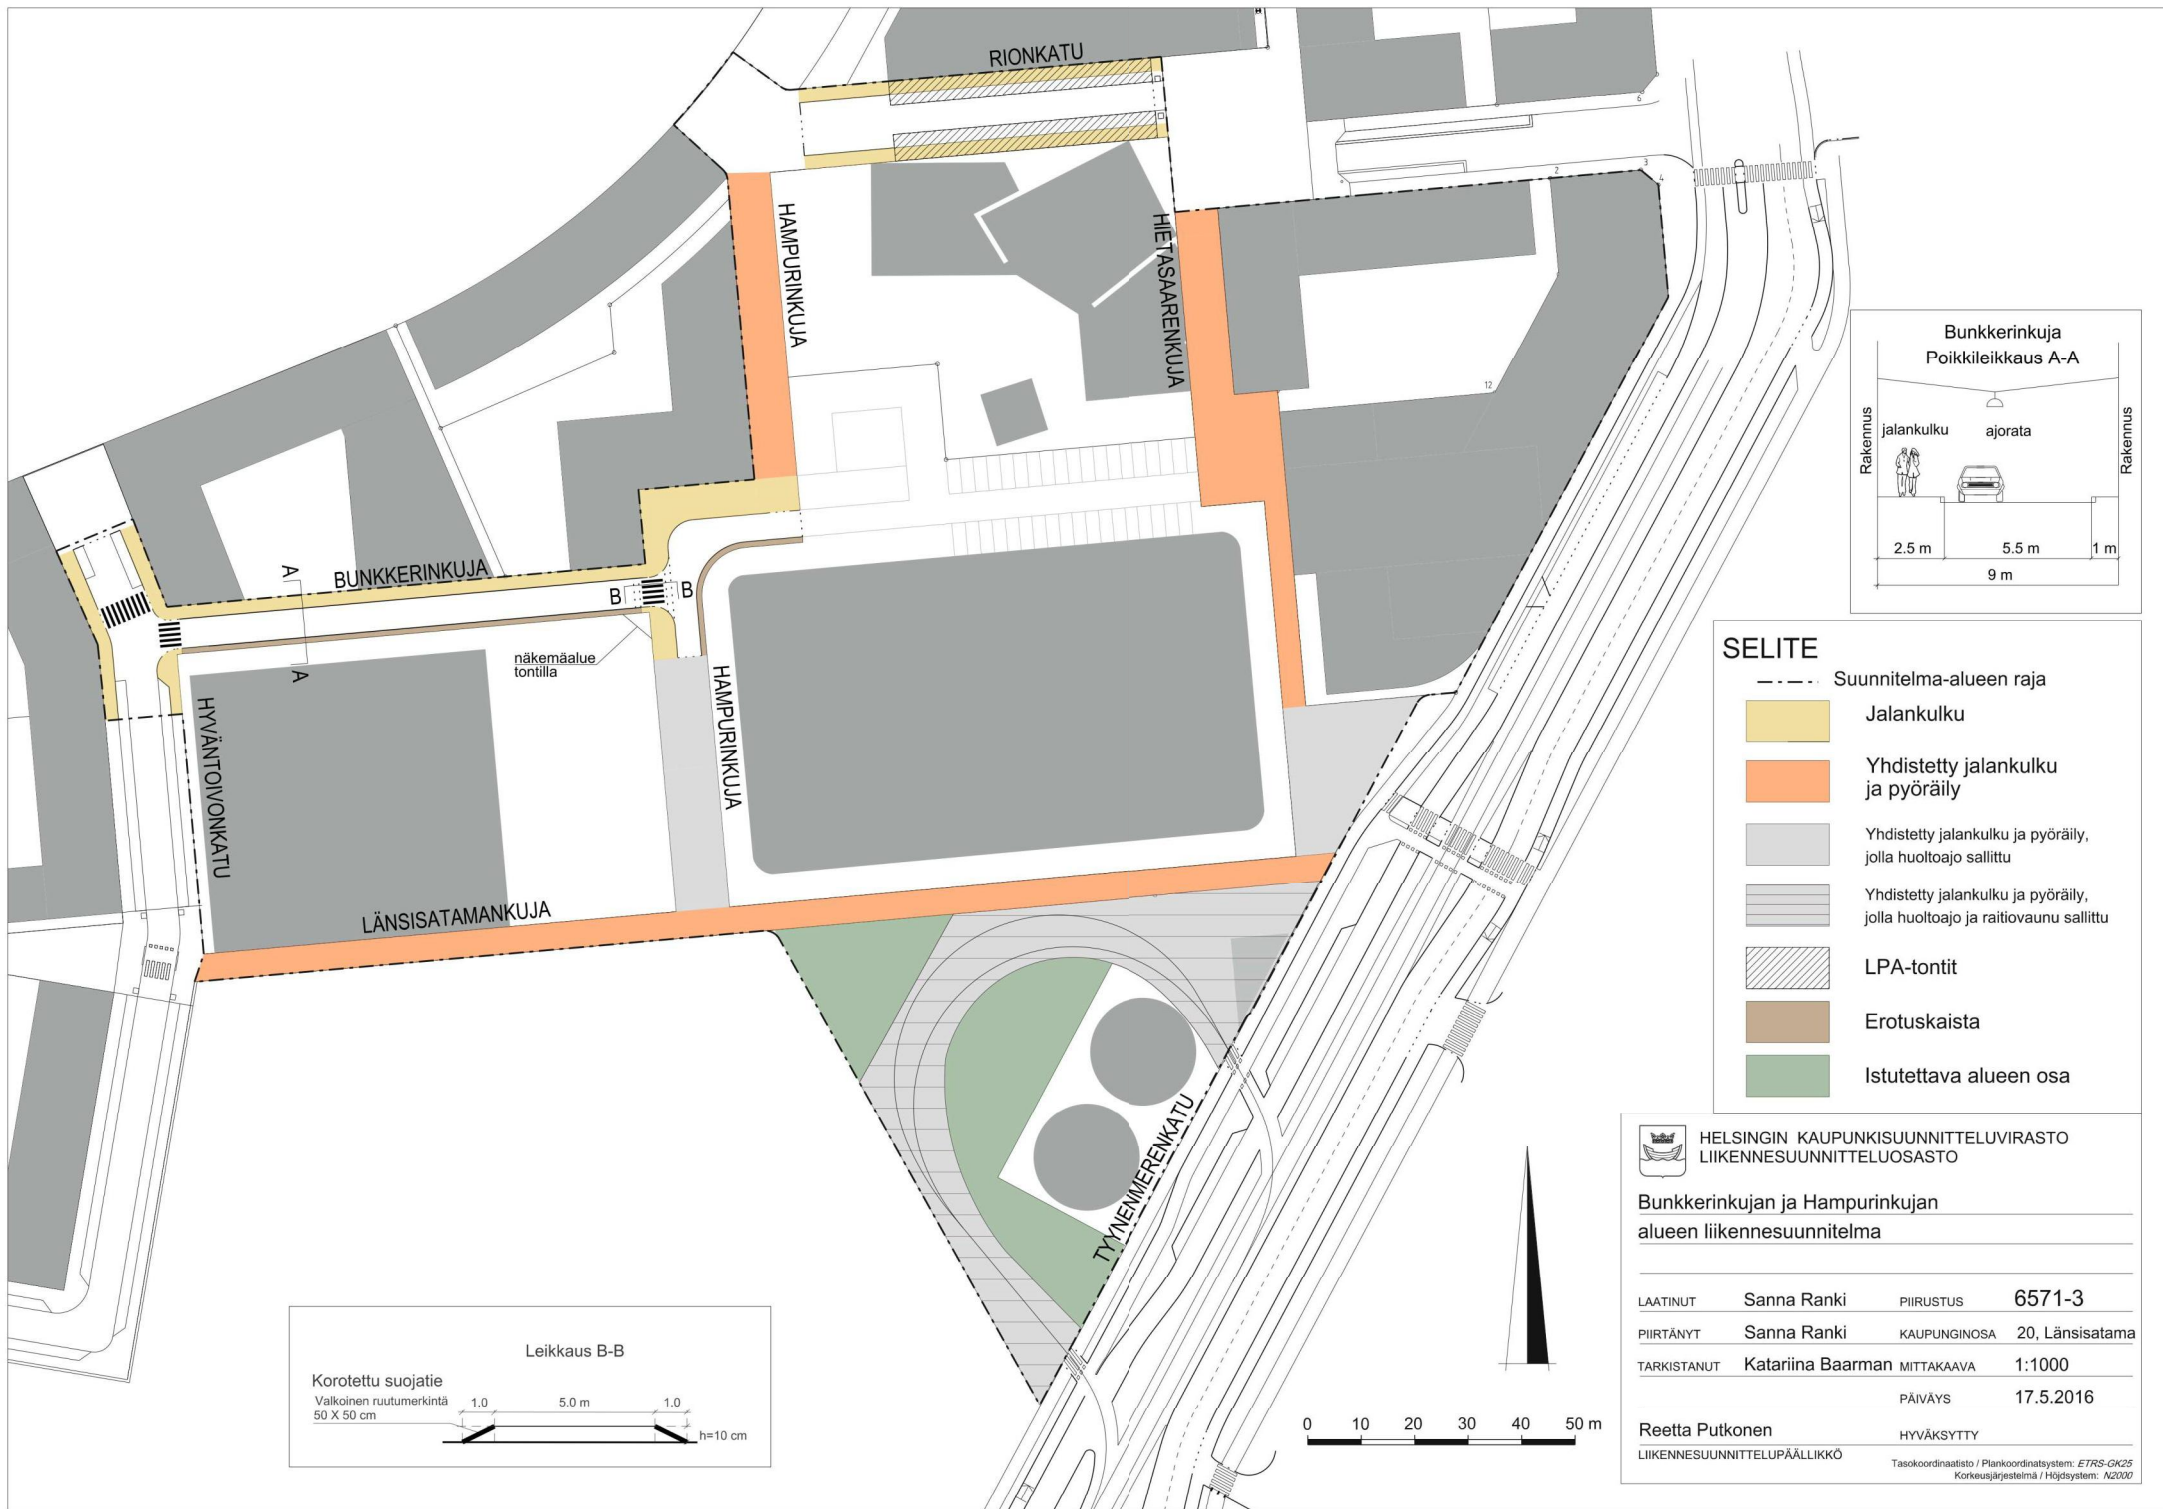 RIONKATU
HAMPURINKUJA
HIETASAARENKUJA
6
2
3
4
12
BUNKKERINKUJA
A
A
B
B
näkemäalue
tontilla
HAMPURINKUJA
HYVÄNTOIVONKATU
LÄNSISATAMANKUJA
TYYNENMERENKATU
Bunkkerinkuja
Poikkileikkaus A-A
Rakennus
jalankulku
ajorata
Rakennus
2.5 m
5.5 m
1 m
9 m
SELITE
Suunnitelma-alueen raja
Jalankulku
Yhdistetty jalankulku
ja pyöräily
Yhdistetty jalankulku ja pyöräily,
jolla huoltoajo sallittu
Yhdistetty jalankulku ja pyöräily,
jolla huoltoajo ja raitiovaunu sallittu
LPA-tontit
Erotuskaista
Istutettava alueen osa
Leikkaus B-B
Korotettu suojatie
Valkoinen ruutumerkintä
50 X 50 cm
1.0
5.0 m
1.0
h=10 cm
0 10 20 30 40 50 m
HELSINGIN KAUPUNKISUUNNITTELUVIRASTO
LIIKENNESUUNNITTELUOSASTO
Bunkkerinkujan ja Hampurinkujan
alueen liikennesuunnitelma
LAATINUT Sanna Ranki PIIRUSTUS 6571-3
PIIRTÄNYT Sanna Ranki KAUPUNGINOSA 20, Länsisatama
TARKISTANUT Katariina Baarman MITTAKAAVA 1:1000
PÄIVÄYS 17.5.2016
Reetta Putkonen HYVÄKSYTTY
LIIKENNESUUNNITTELUPÄÄLLIKKÖ
Tasokoordinaatisto / Plankoordinatsystem: ETRS-GK25
Korkeusjärjestelmä / Höjdsystem: N2000